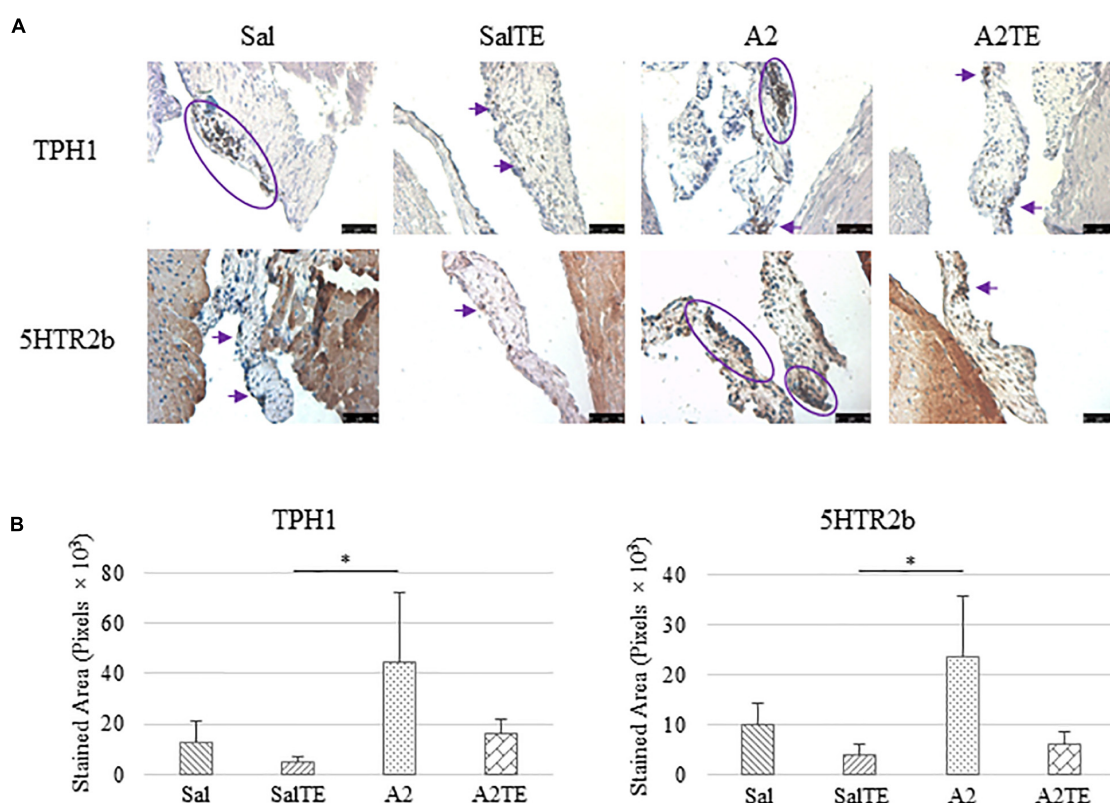 A
Sal SalTE A2 A2TE
TPH1
5HTR2b
B
TPH1
Stained Area (Pixels × 10³)
80
60
40
20
0
Sal SalTE A2 A2TE
*
5HTR2b
Stained Area (Pixels × 10³)
40
30
20
10
0
Sal SalTE A2 A2TE
*